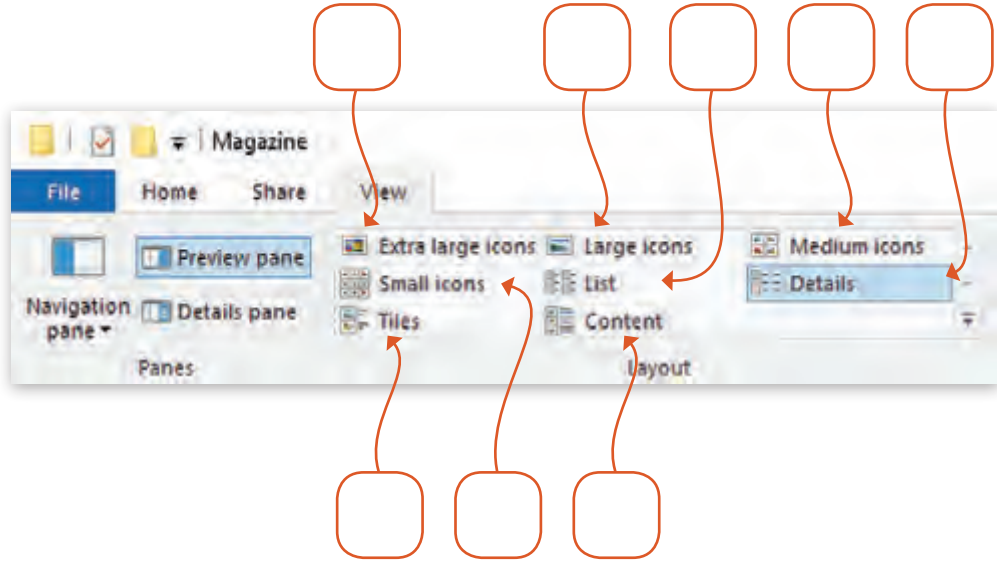 Magazine
File Home Share View
Preview pane Extra large icons Large icons Medium icons
Small icons List Details
Navigation pane Details pane Tiles Content
Panes Layout